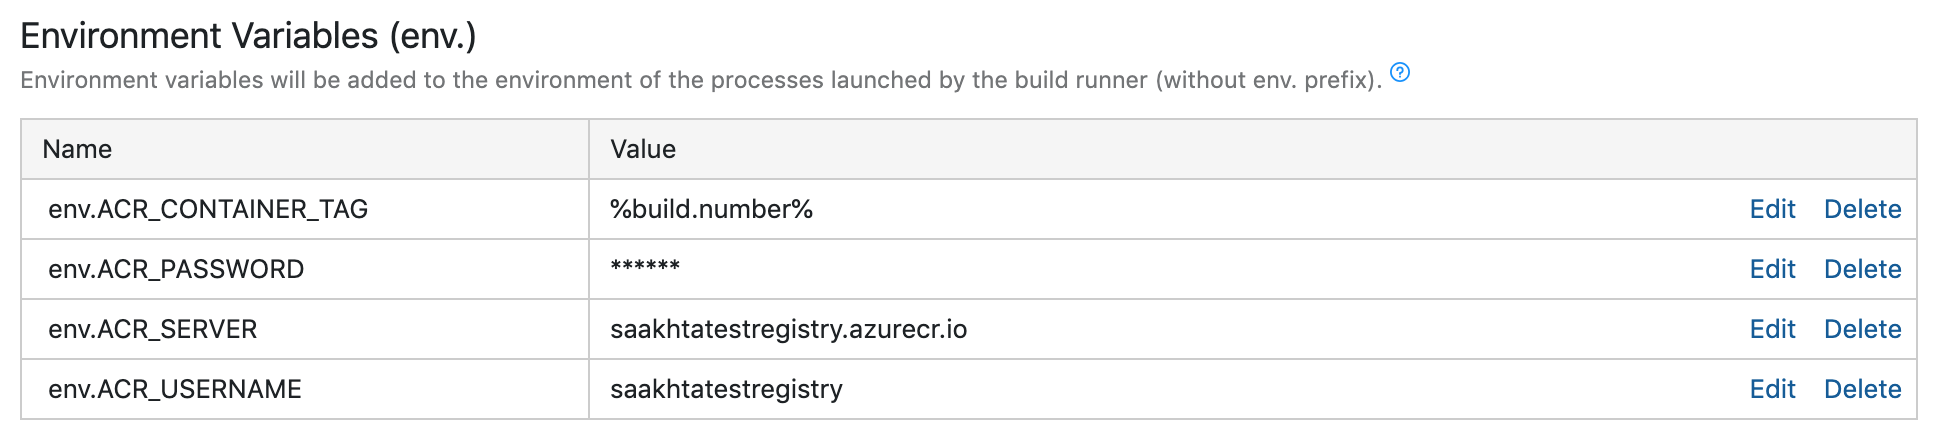 Environment Variables (env.)
Environment variables will be added to the environment of the processes launched by the build runner (without env. prefix). ?
Name Value
env.ACR_CONTAINER_TAG %build.number% Edit Delete
env.ACR_PASSWORD ****** Edit Delete
env.ACR_SERVER saakhtatestregistry.azurecr.io Edit Delete
env.ACR_USERNAME saakhtatestregistry Edit Delete